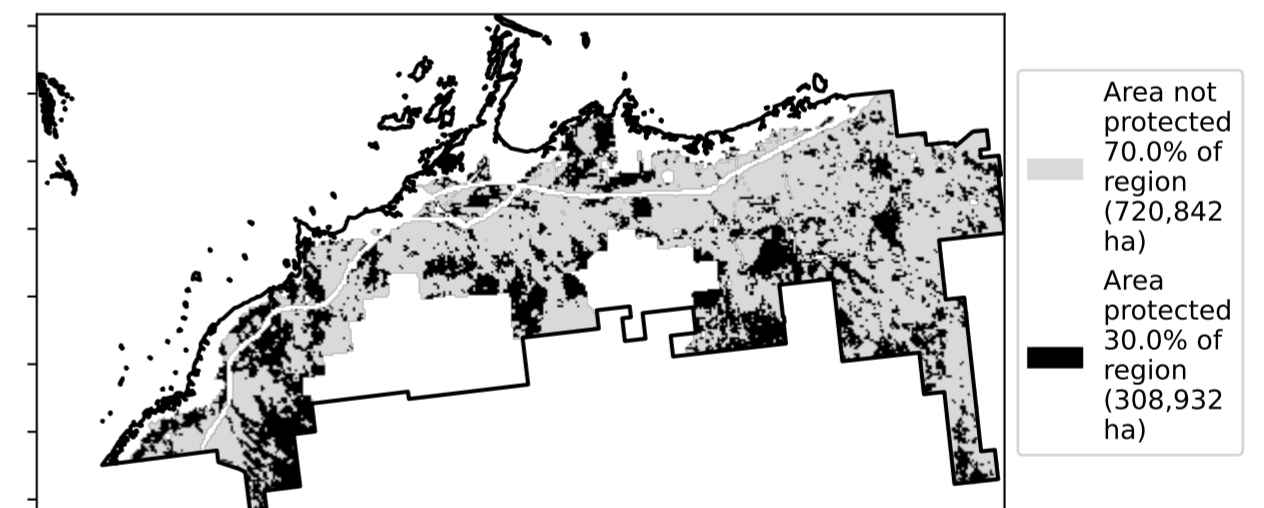 Area not
protected
70.0% of
region
(720,842
ha)
Area
protected
30.0% of
region
(308,932
ha)